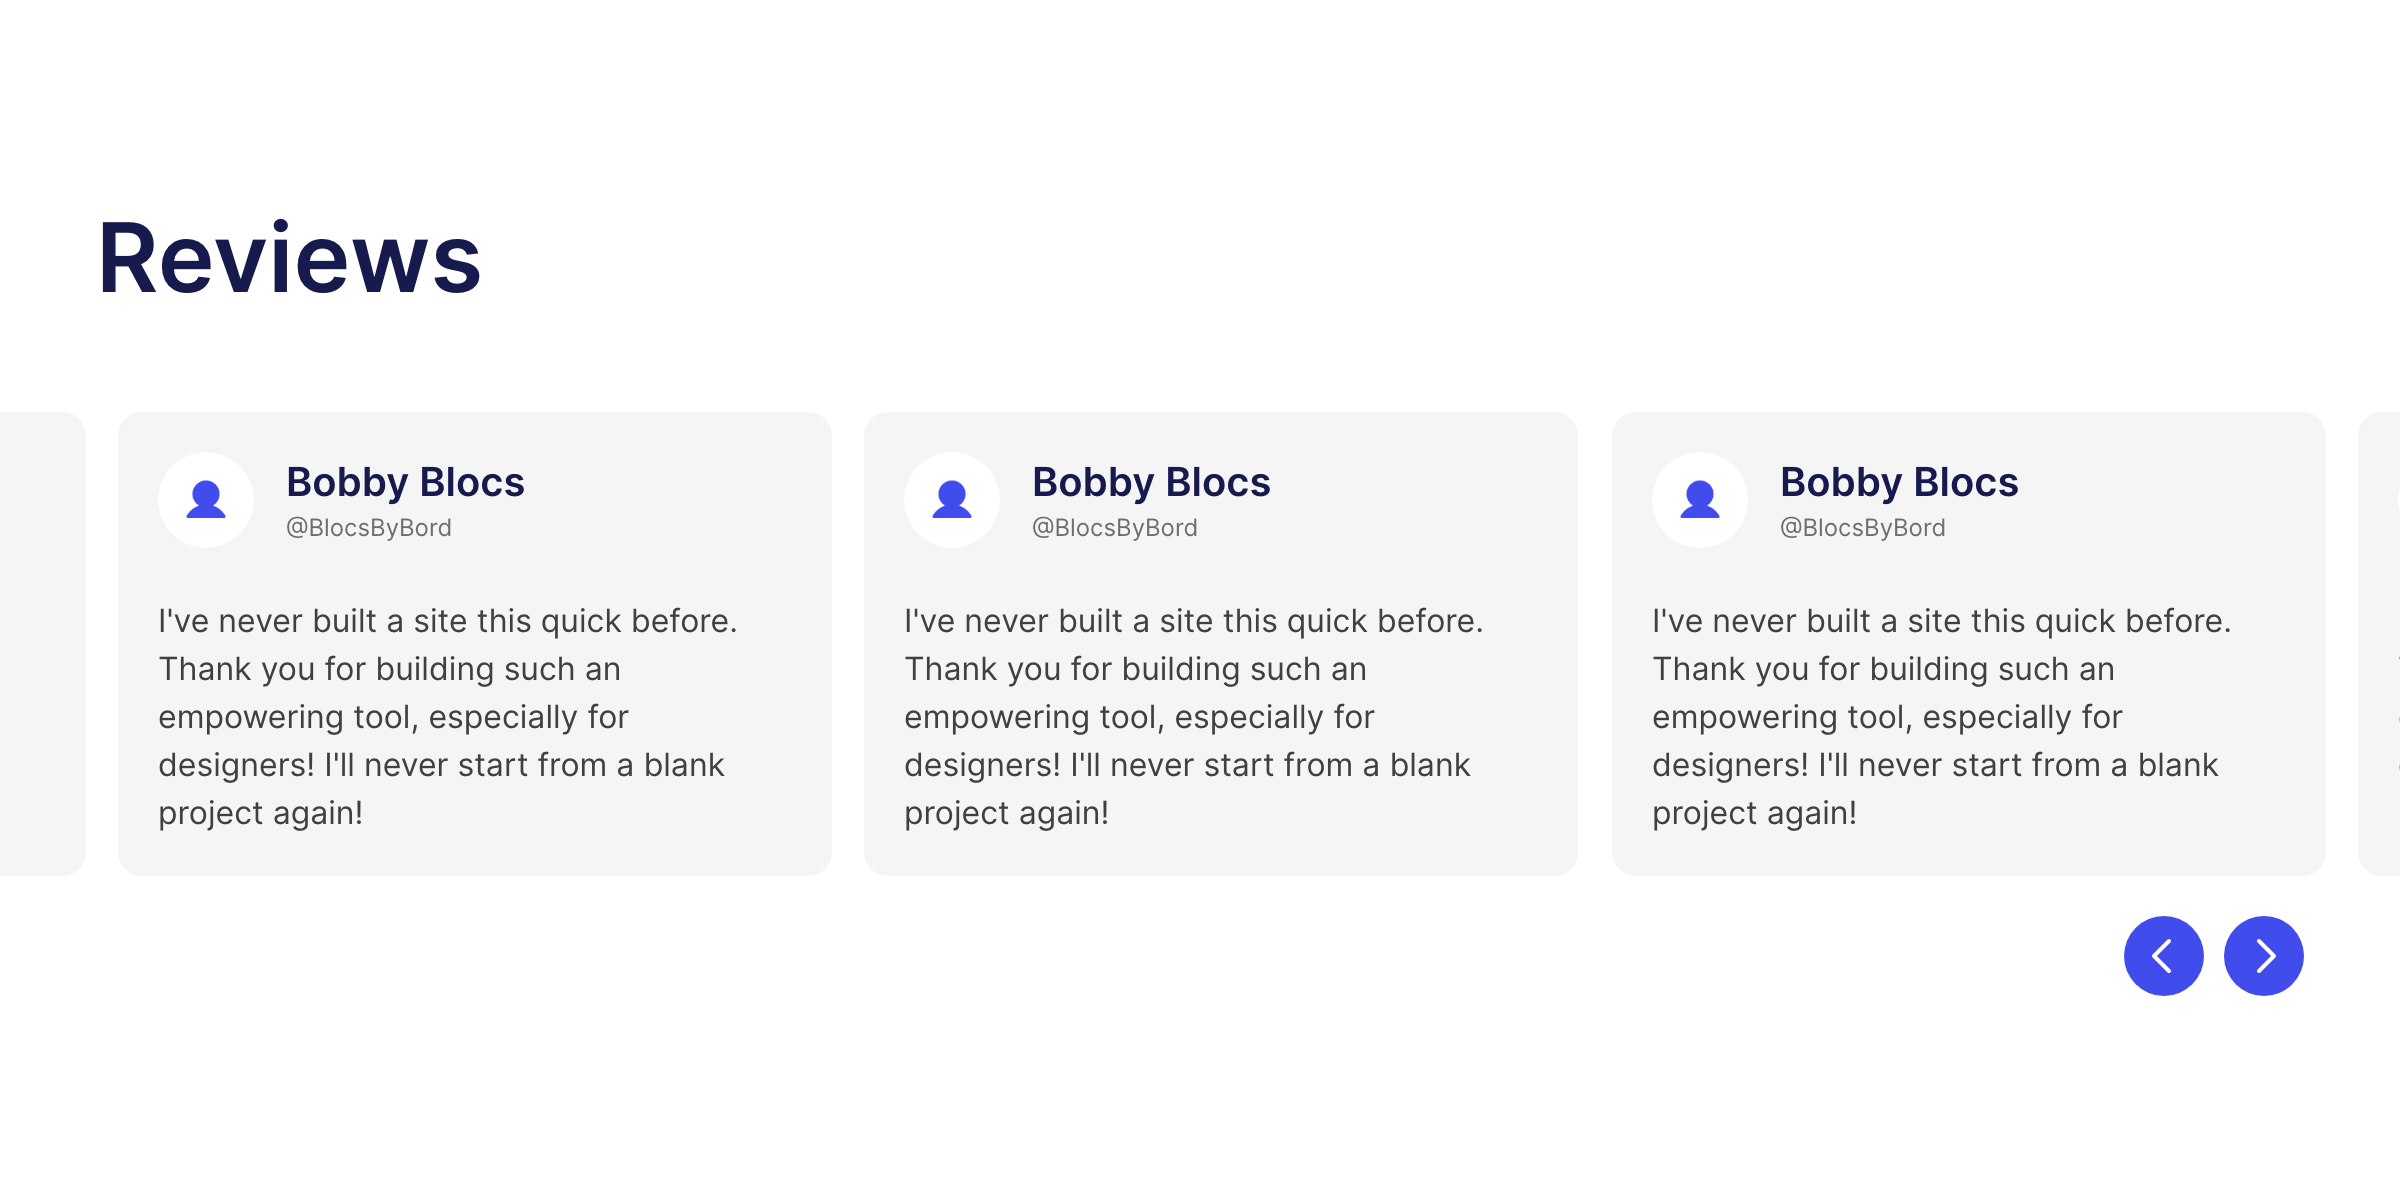 Reviews
Bobby Blocs
@BlocsByBord
I've never built a site this quick before.
Thank you for building such an
empowering tool, especially for
designers! I'll never start from a blank
project again!
Bobby Blocs
@BlocsByBord
I've never built a site this quick before.
Thank you for building such an
empowering tool, especially for
designers! I'll never start from a blank
project again!
Bobby Blocs
@BlocsByBord
I've never built a site this quick before.
Thank you for building such an
empowering tool, especially for
designers! I'll never start from a blank
project again!